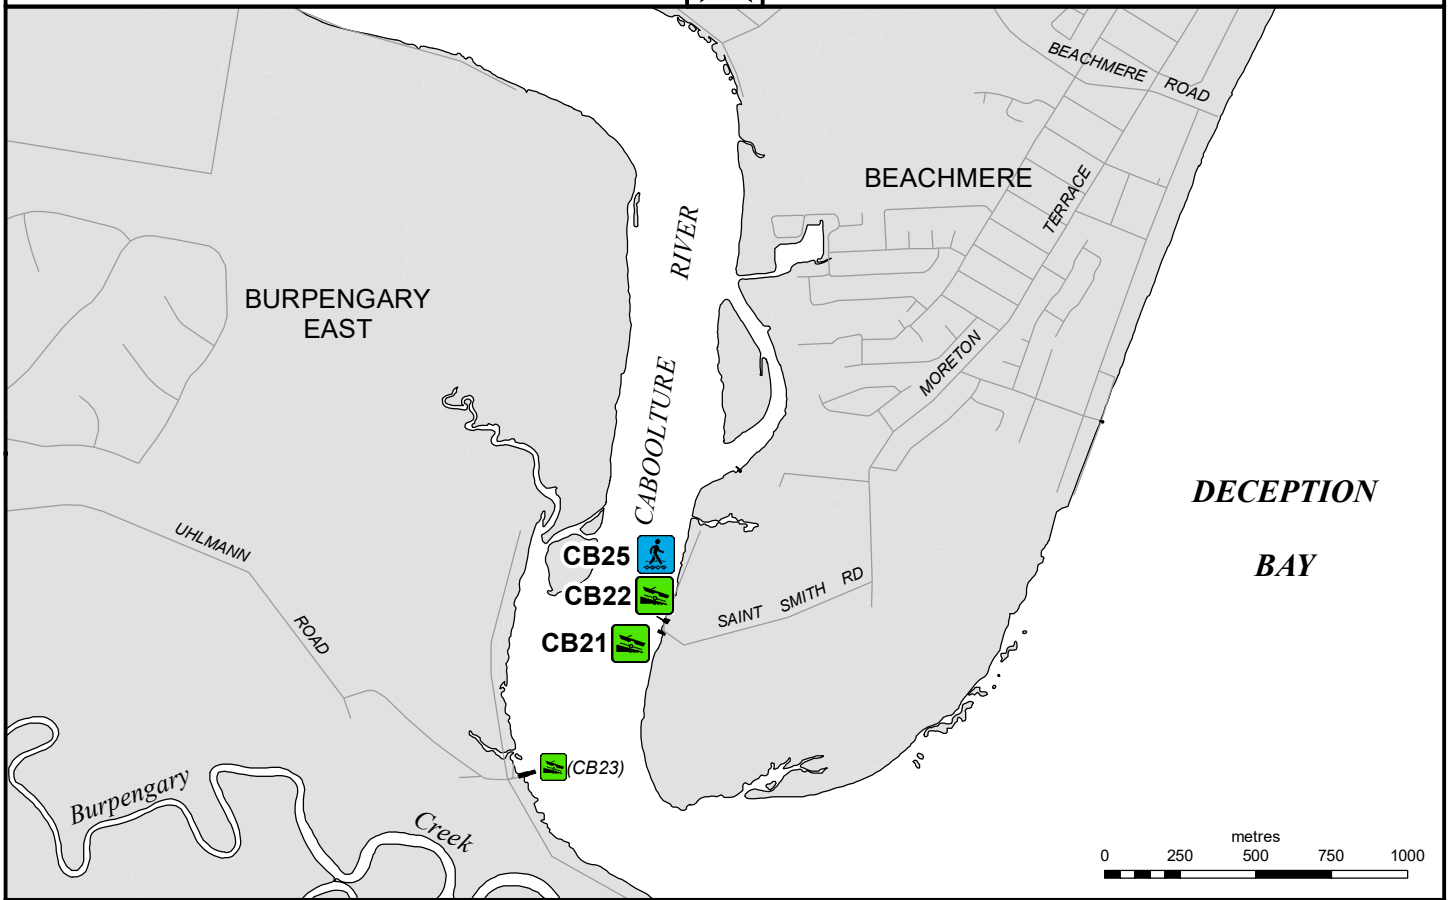 BEACHMERE ROAD
BEACHMERE
TERRACE
RIVER
BURPENGARY
EAST
MORETON
CABOOLTURE
DECEPTION
BAY
UHLMANN
ROAD
CB25
CB22
SAINT SMITH RD
CB21
(CB23)
Burpengary
Creek
metres
0 250 500 750 1000